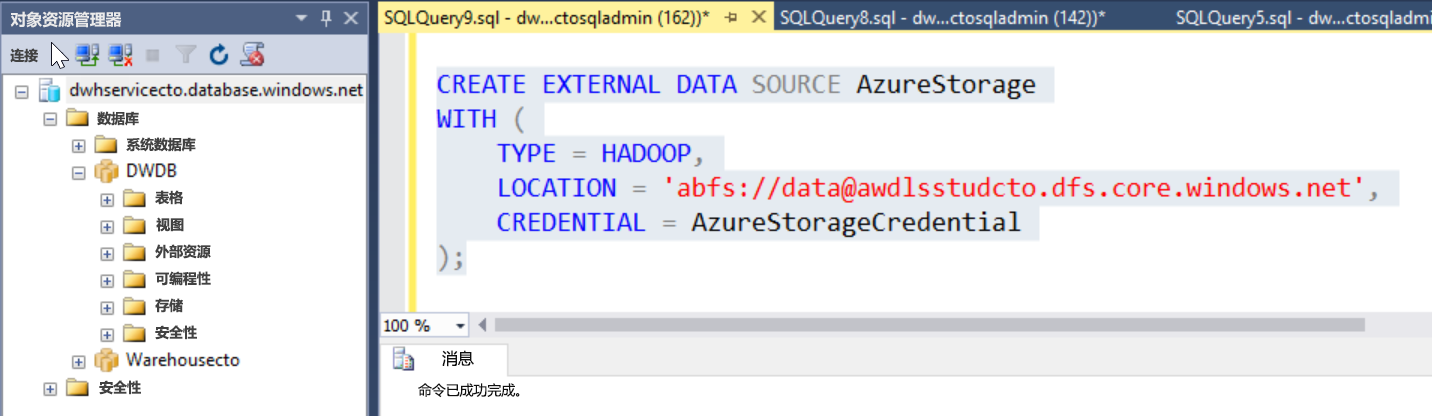 对象资源管理器
连接
dwhservicecto.database.windows.net
数据库
系统数据库
DWDB
表格
视图
外部资源
可编程性
存储
安全性
Warehousecto
安全性
SQLQuery9.sql - dw...ctosqladmin (162))*
SQLQuery8.sql - dw...ctosqladmin (142))*
SQLQuery5.sql - dw...ctosqladmi
CREATE EXTERNAL DATA SOURCE AzureStorage
WITH (
TYPE = HADOOP,
LOCATION = 'abfs://data@awdlsstudcto.dfs.core.windows.net',
CREDENTIAL = AzureStorageCredential
);
100 %
消息
命令已成功完成。